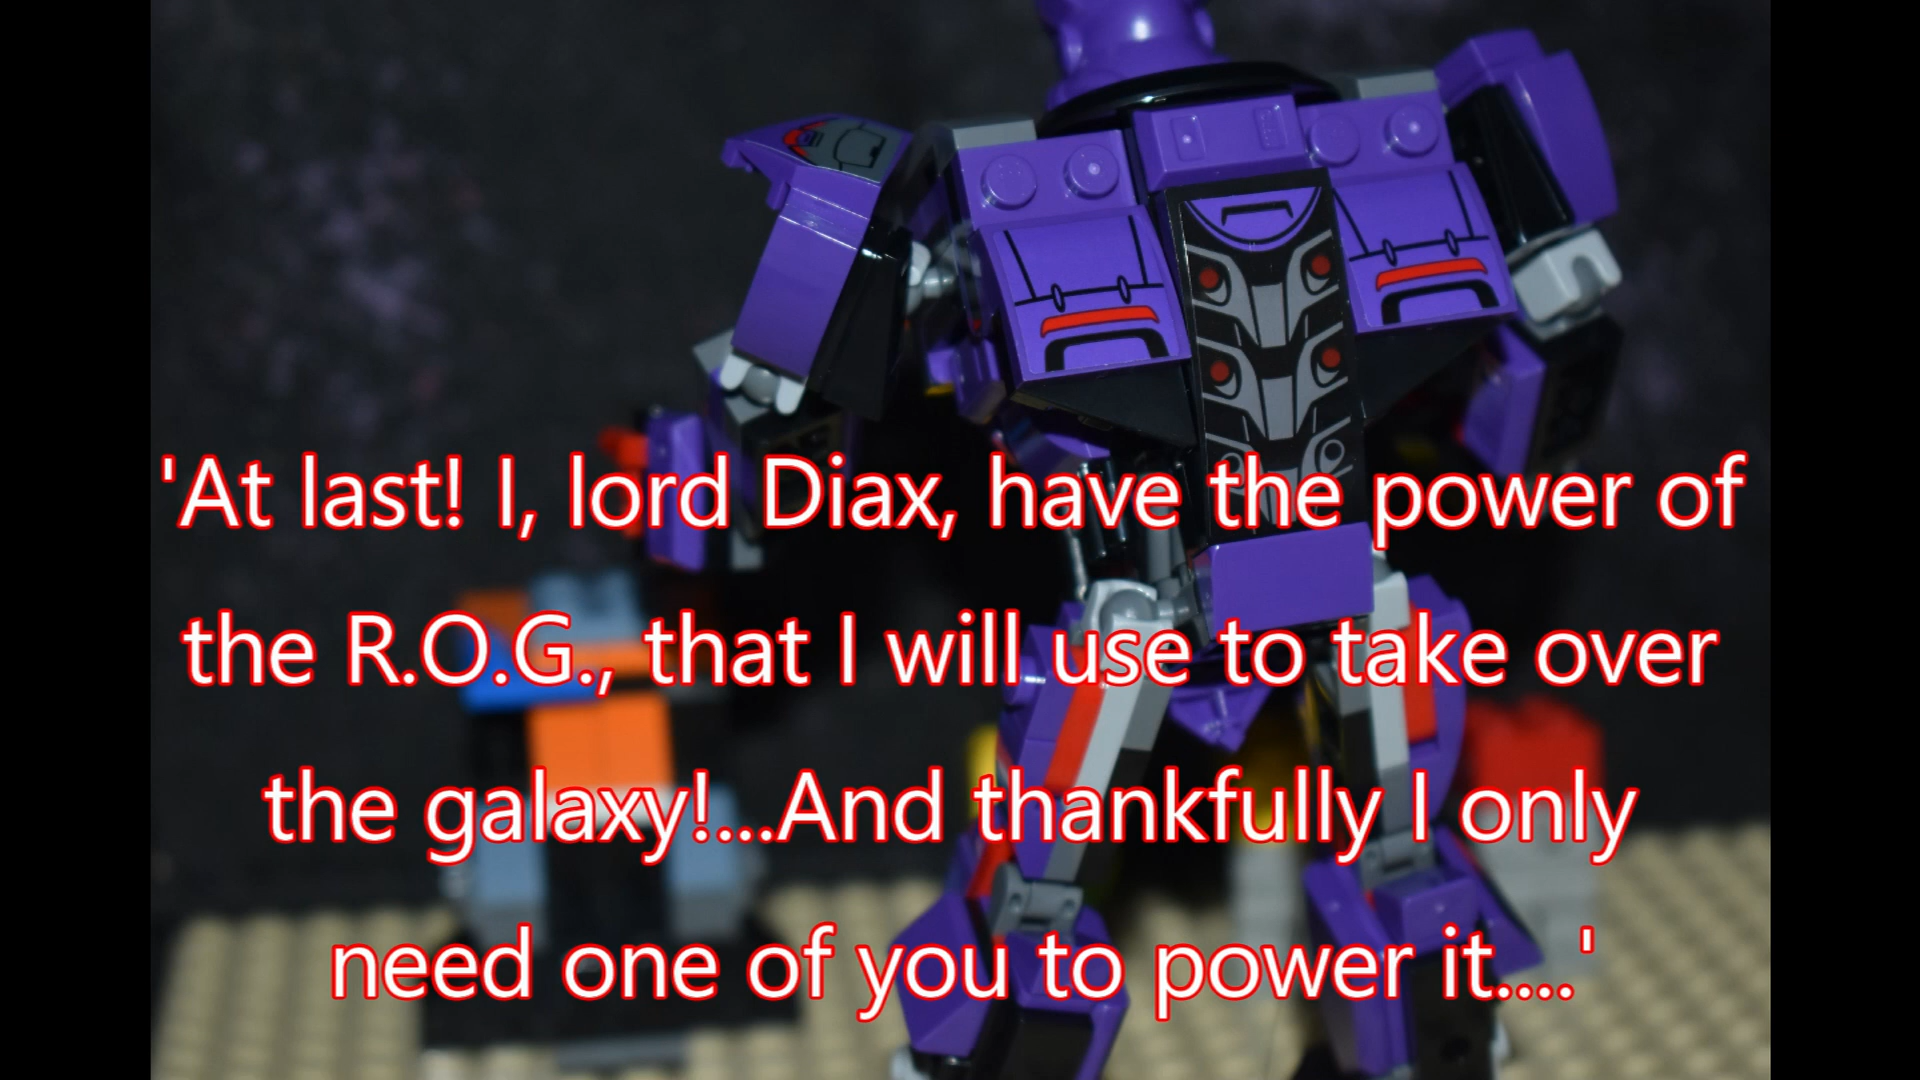 'At last! I, lord Diax, have the power of
the R.O.G., that I will use to take over
the galaxy!...And thankfully I only
need one of you to power it....'